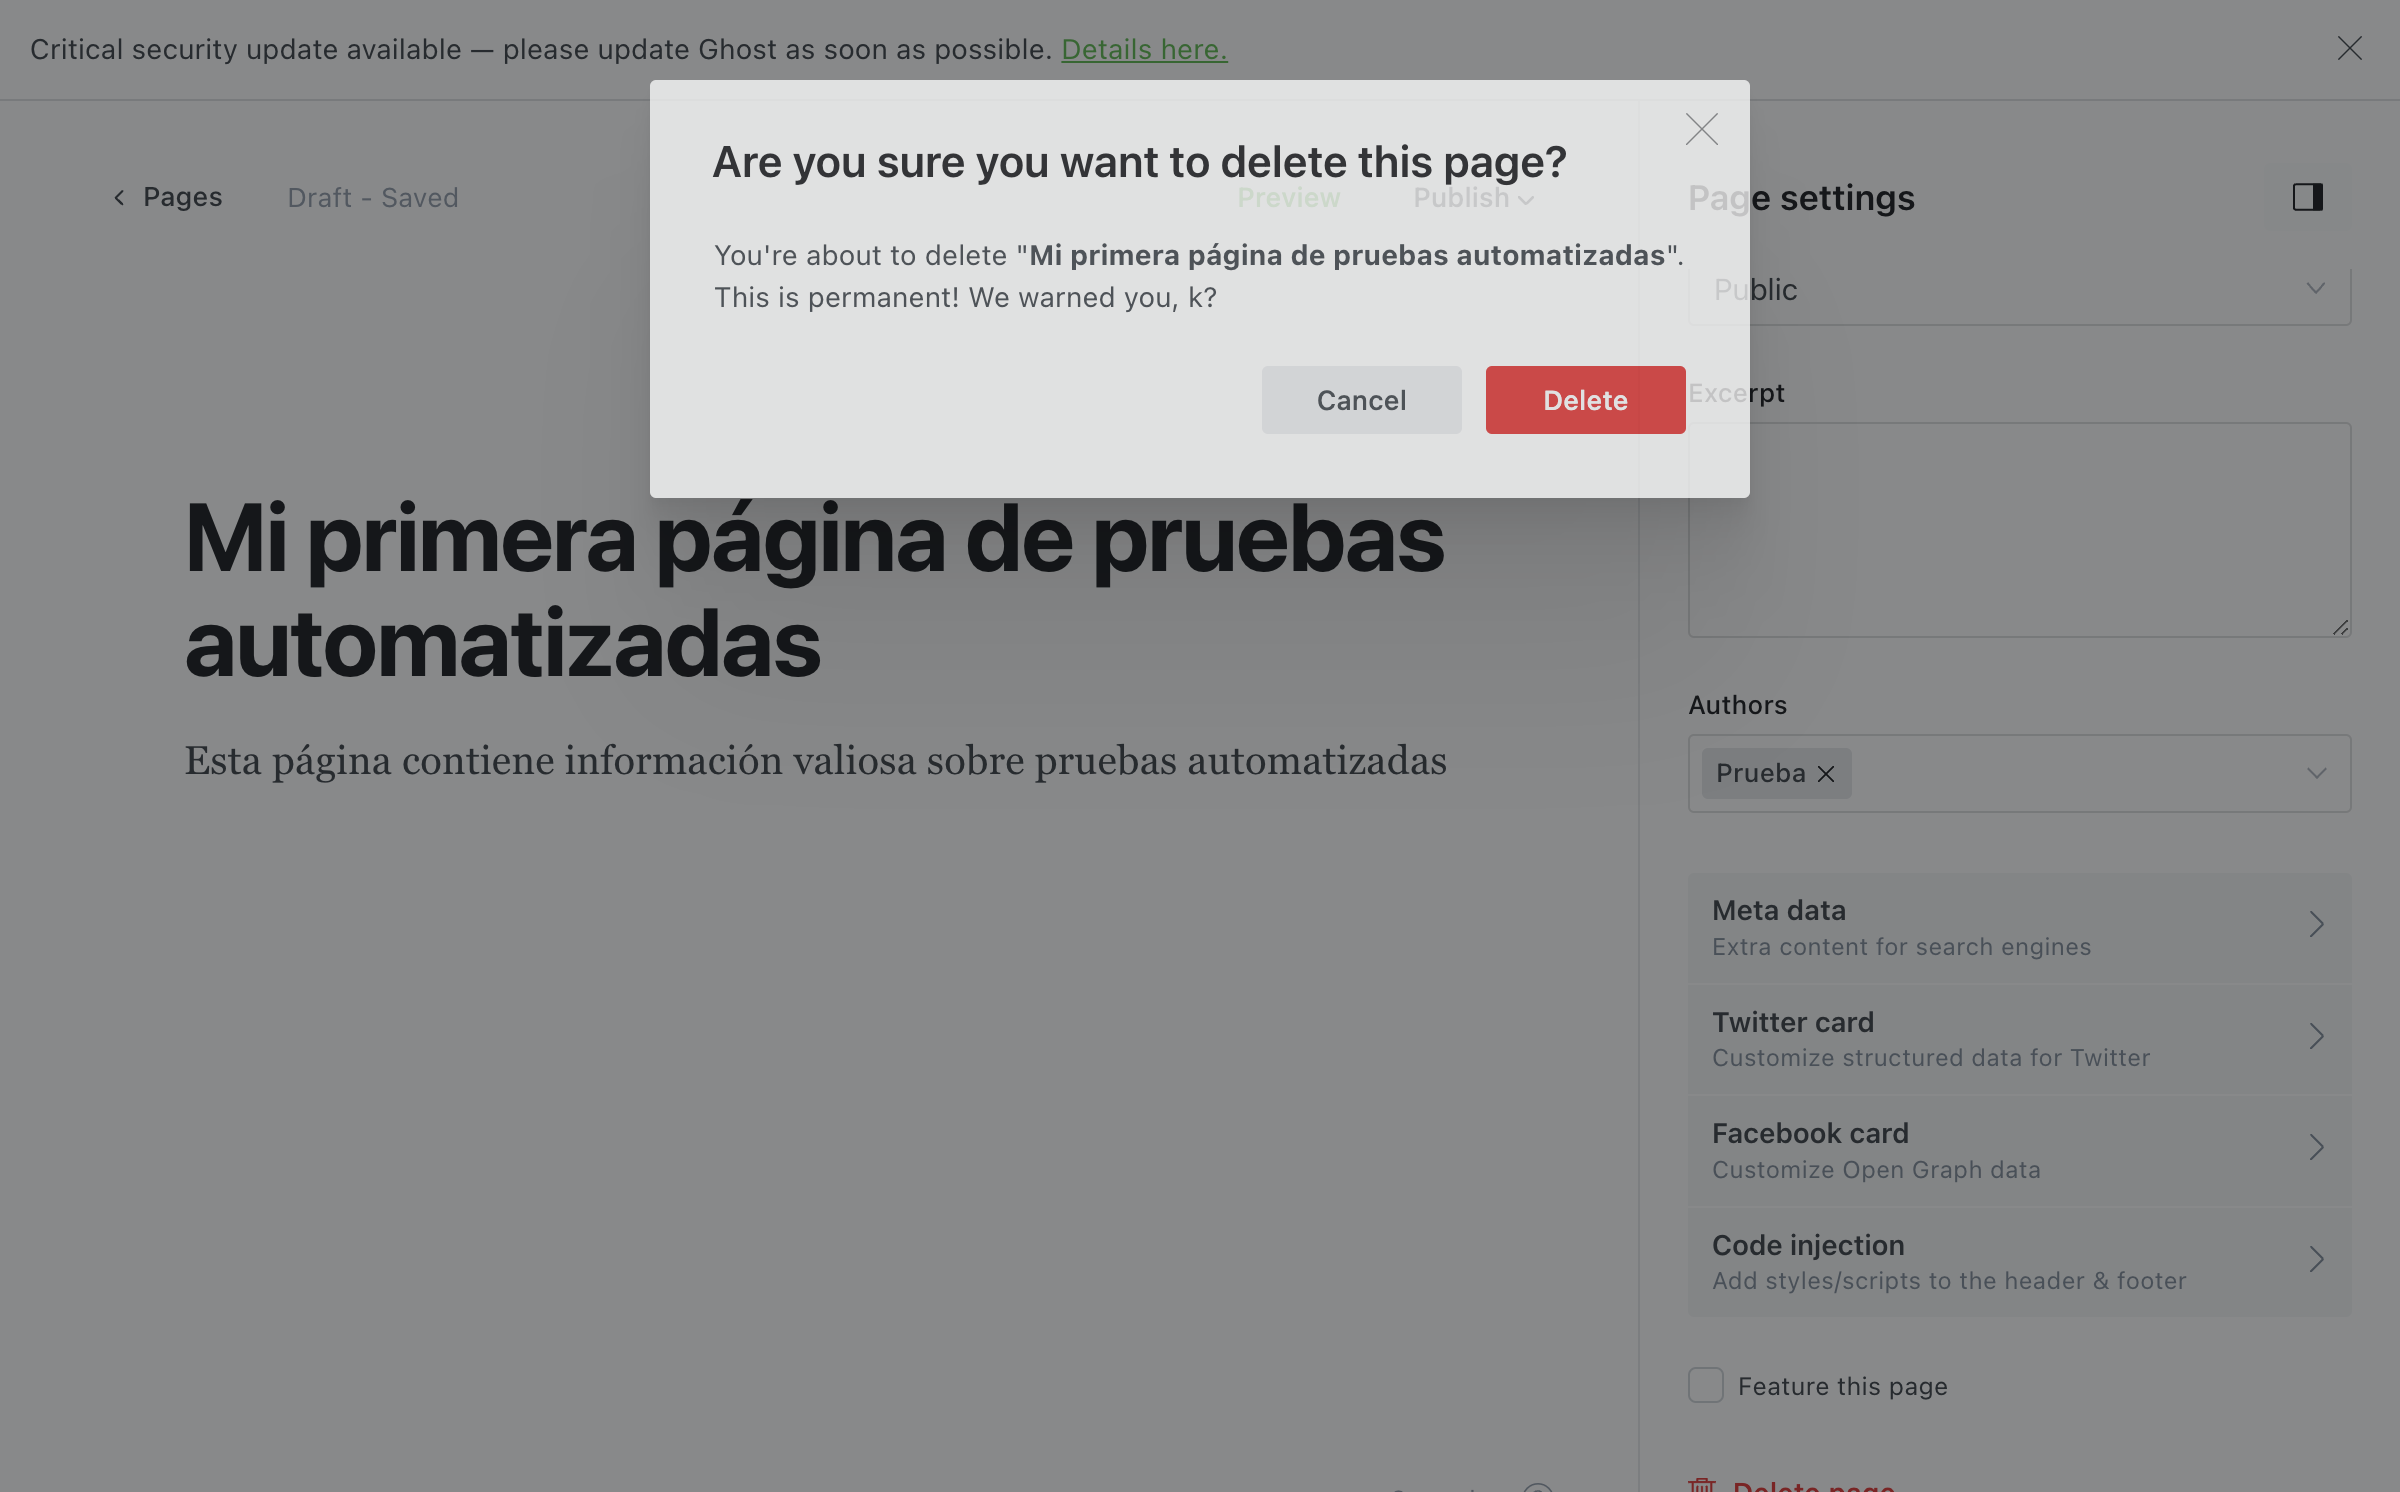 Critical security update available — please update Ghost as soon as possible. Details here.
Are you sure you want to delete this page?
Pages
Draft - Saved
Preview
Publish
Page settings
You're about to delete "Mi primera página de pruebas automatizadas".
This is permanent! We warned you, k?
Public
Cancel
Delete
Excerpt
Mi primera página de pruebas
automatizadas
Esta página contiene información valiosa sobre pruebas automatizadas
Authors
Prueba
Meta data
Extra content for search engines
Twitter card
Customize structured data for Twitter
Facebook card
Customize Open Graph data
Code injection
Add styles/scripts to the header & footer
Feature this page
Delete page